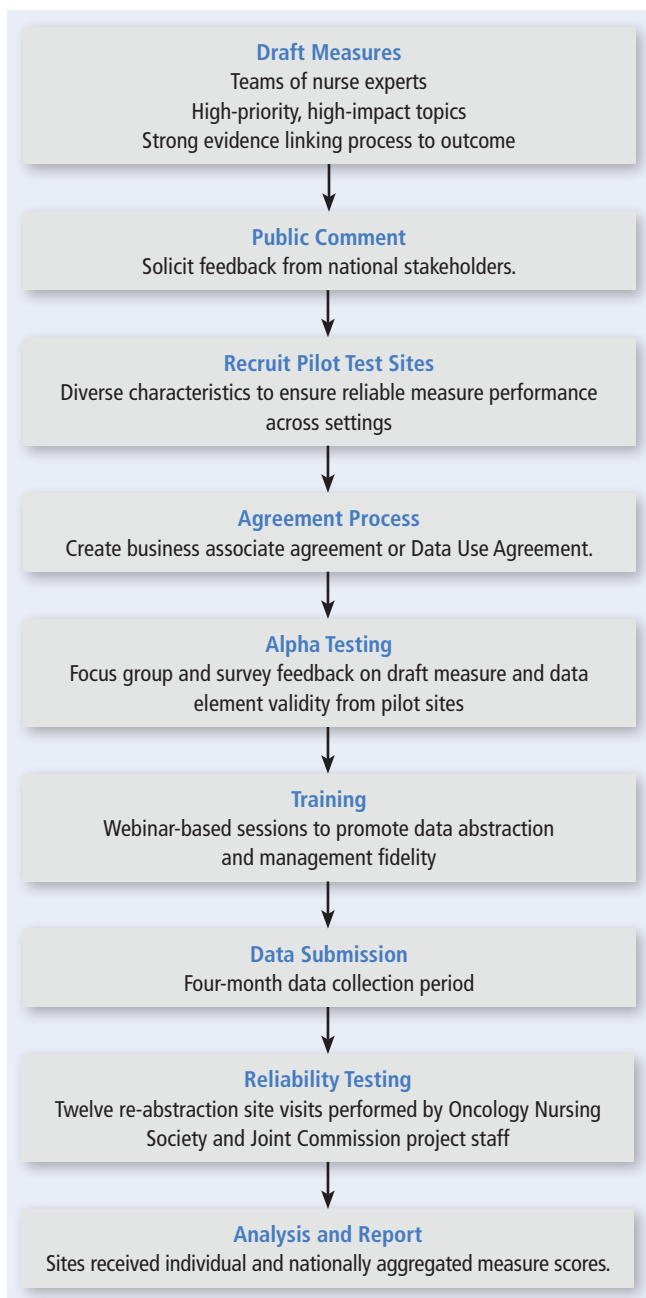 Draft Measures
Teams of nurse experts
High-priority, high-impact topics
Strong evidence linking process to outcome
Public Comment
Solicit feedback from national stakeholders.
Recruit Pilot Test Sites
Diverse characteristics to ensure reliable measure performance
across settings
Agreement Process
Create business associate agreement or Data Use Agreement.
Alpha Testing
Focus group and survey feedback on draft measure and data
element validity from pilot sites
Training
Webinar-based sessions to promote data abstraction
and management fidelity
Data Submission
Four-month data collection period
Reliability Testing
Twelve re-abstraction site visits performed by Oncology Nursing
Society and Joint Commission project staff
Analysis and Report
Sites received individual and nationally aggregated measure scores.